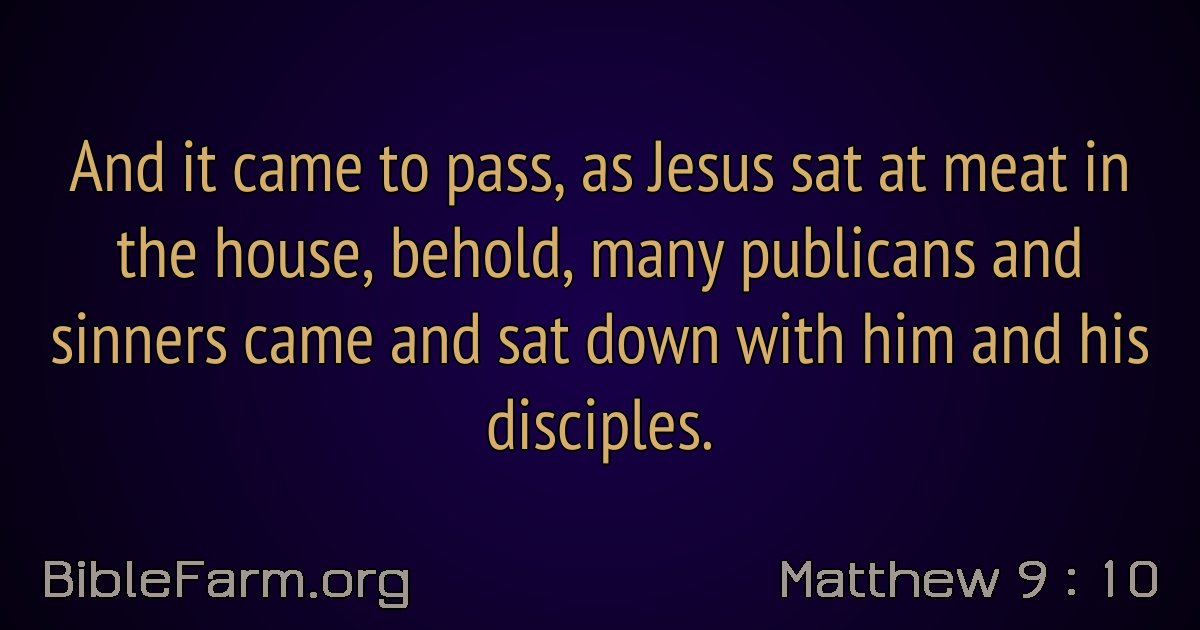 And it came to pass, as Jesus sat at meat in
the house, behold, many publicans and
sinners came and sat down with him and his
disciples.
BibleFarm.org
Matthew 9 : 10